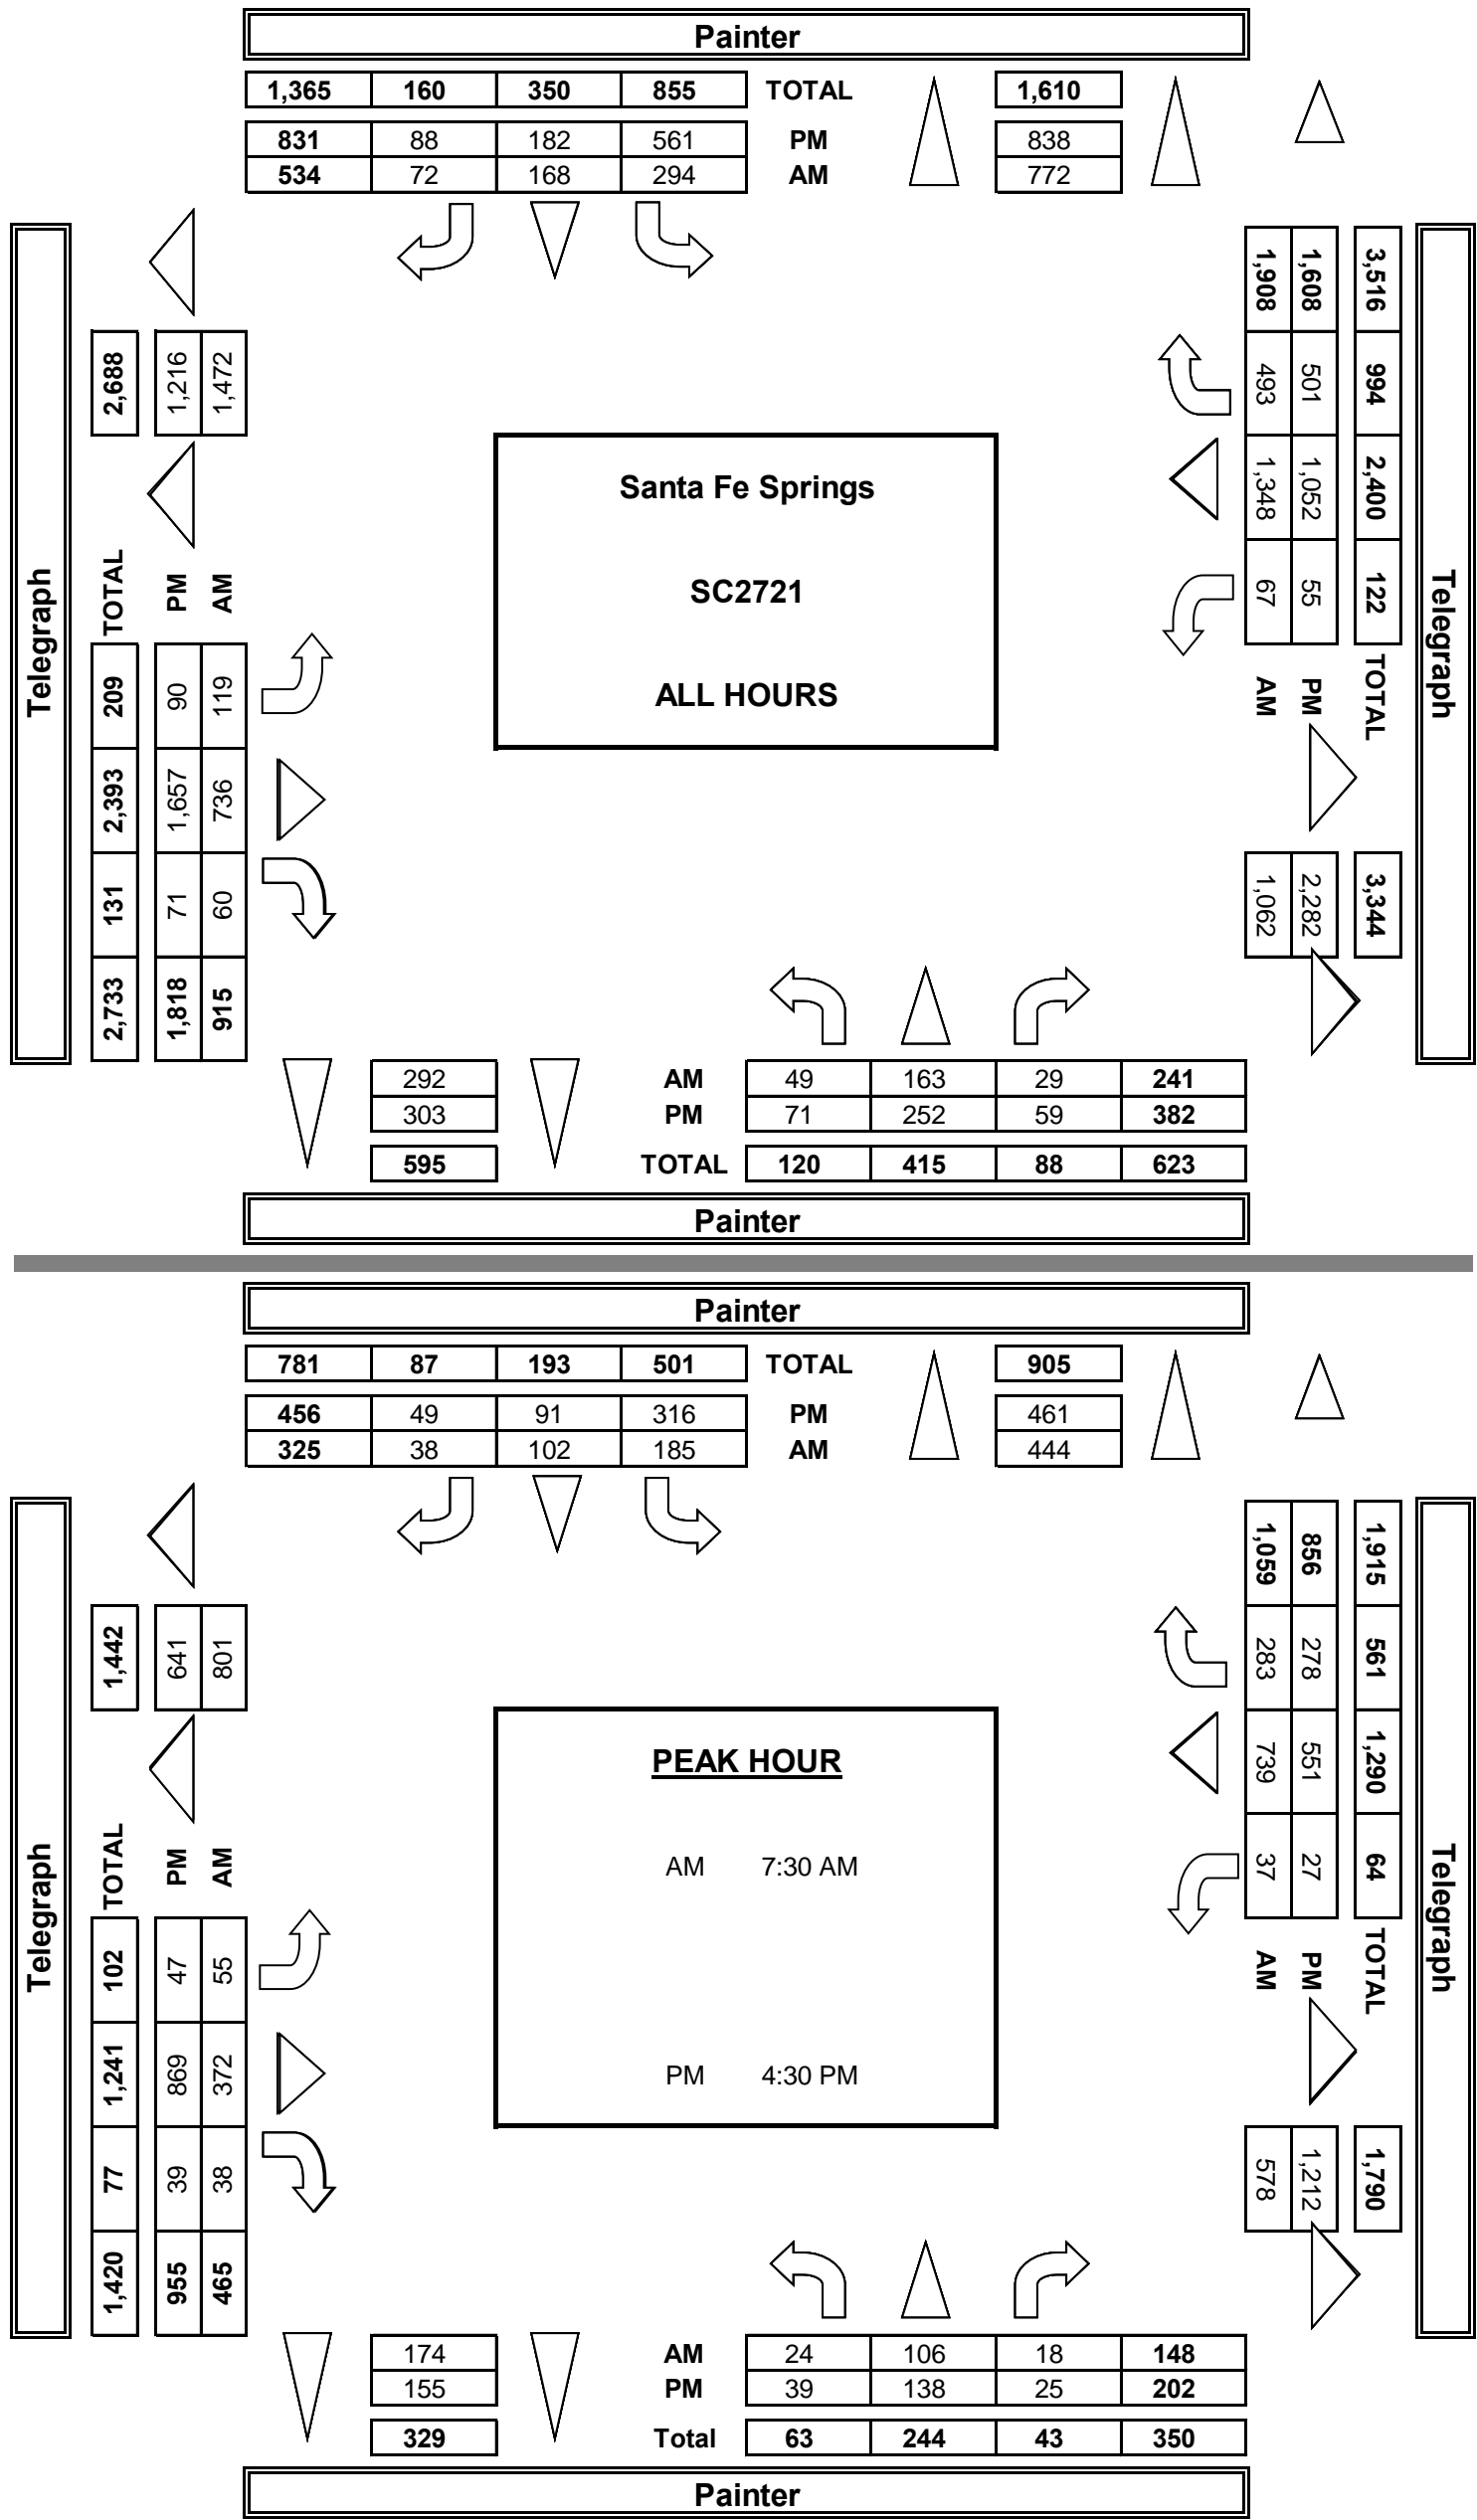 Painter
1,365 160 350 855 TOTAL 1,610
831 88 182 561 PM 838
534 72 168 294 AM 772
Telegraph
2,688
1,216
1,472
TOTAL 209 2,393 131 2,733
PM 90 1,657 71 1,818
AM 119 736 60 915
Santa Fe Springs
SC2721
ALL HOURS
3,516 994 2,400 122 TOTAL 3,344
1,608 501 1,052 55 PM 2,282
1,908 493 1,348 67 AM 1,062
Telegraph
292 AM 49 163 29 241
303 PM 71 252 59 382
595 TOTAL 120 415 88 623
Painter
Painter
781 87 193 501 TOTAL 905
456 49 91 316 PM 461
325 38 102 185 AM 444
Telegraph
1,442
641
801
TOTAL 102 1,241 77 1,420
PM 47 869 39 955
AM 55 372 38 465
PEAK HOUR
AM 7:30 AM
PM 4:30 PM
1,915 561 1,290 64 TOTAL 1,790
856 278 551 27 PM 1,212
1,059 283 739 37 AM 578
Telegraph
174 AM 24 106 18 148
155 PM 39 138 25 202
329 Total 63 244 43 350
Painter